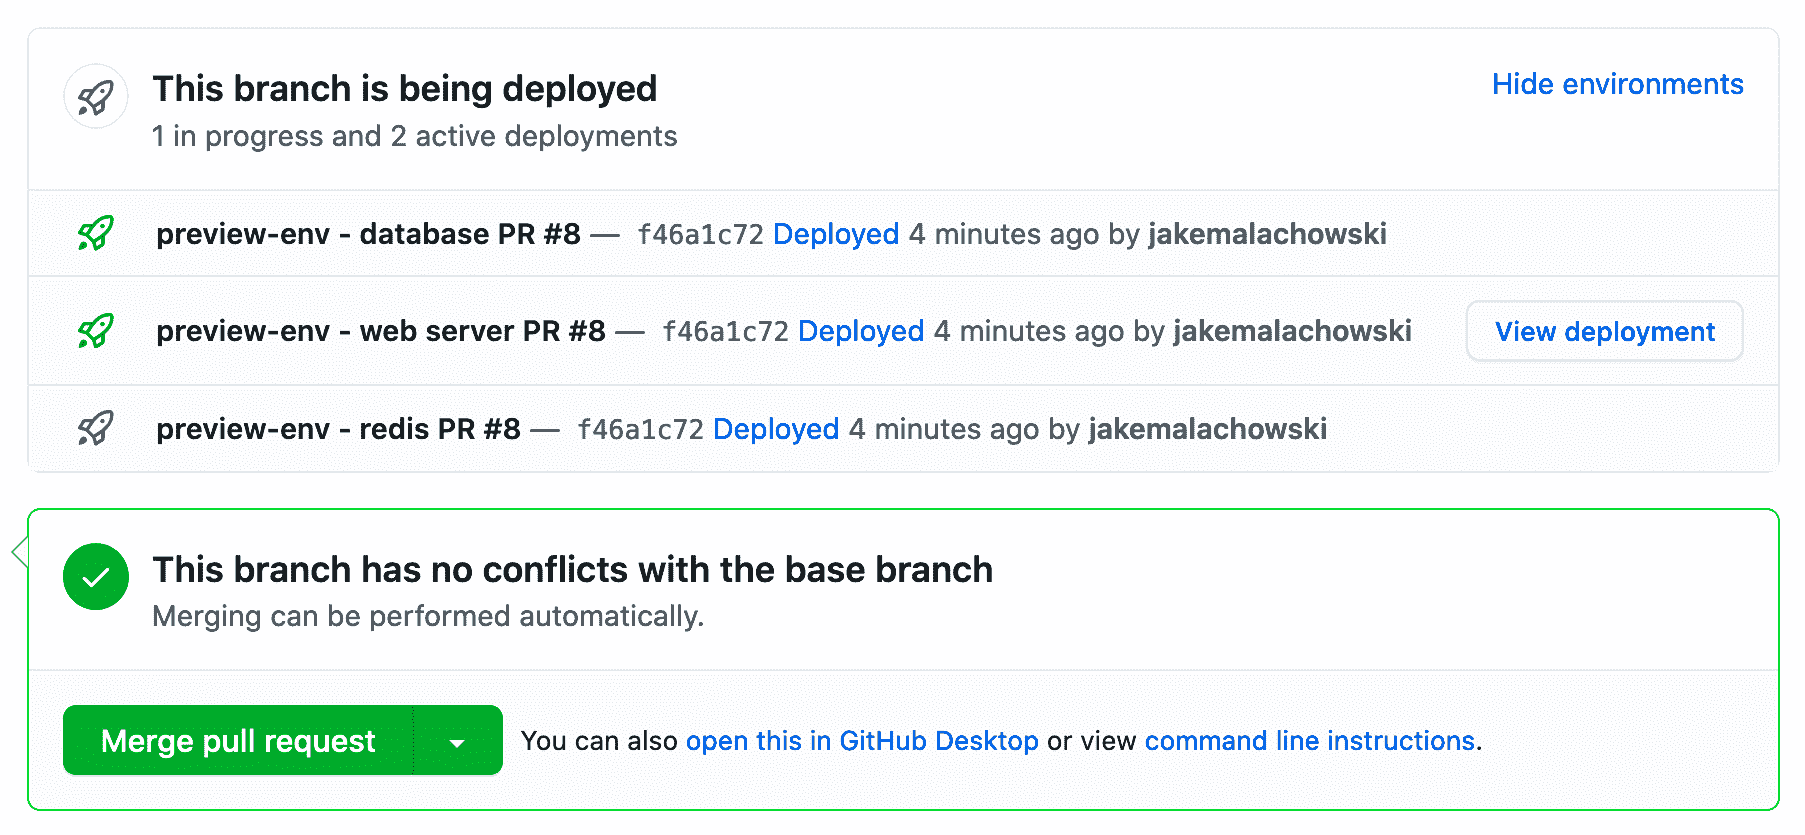 This branch is being deployed
Hide environments
1 in progress and 2 active deployments
preview-env - database PR #8 — f46a1c72 Deployed 4 minutes ago by jakemalachowski
preview-env - web server PR #8 — f46a1c72 Deployed 4 minutes ago by jakemalachowski View deployment
preview-env - redis PR #8 — f46a1c72 Deployed 4 minutes ago by jakemalachowski
This branch has no conflicts with the base branch
Merging can be performed automatically.
Merge pull request You can also open this in GitHub Desktop or view command line instructions.